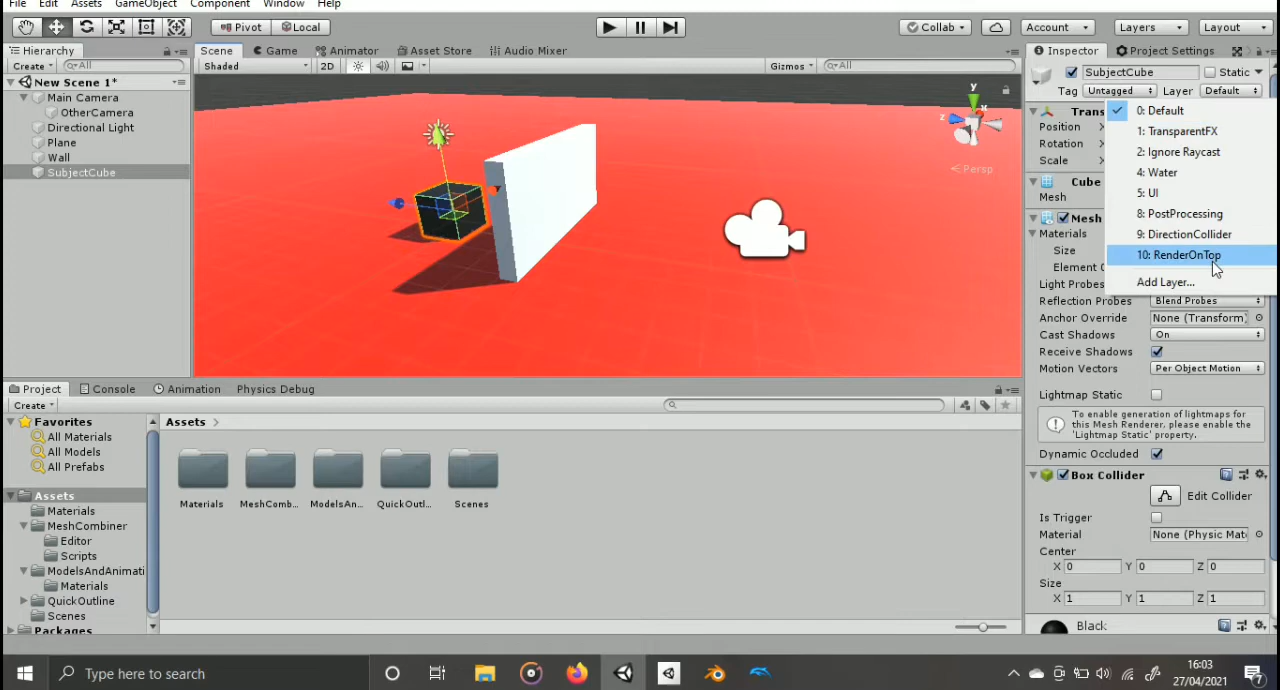 File Edit Assets GameObject Component Window Help
Pivot Local Collab Account Layers Layout
Hierarchy Scene Game Animator Asset Store Audio Mixer Inspector Project Settings
Create All Shaded 2D Gizmos All SubjectCube Static
New Scene 1* Tag Untagged Layer Default
Main Camera
OtherCamera
Directional Light
Plane
Wall
SubjectCube
y
x
z
Persp
0: Default
1: TransparentFX
2: Ignore Raycast
4: Water
5: UI
8: PostProcessing
9: DirectionCollider
10: RenderOnTop
Add Layer...
Trans
Position X
Rotation X
Scale X
Cube
Mesh
Mesh
Materials
Size
Element 0
Light Probes
Reflection Probes Blend Probes
Anchor Override None (Transform)
Cast Shadows On
Receive Shadows
Motion Vectors Per Object Motion
Lightmap Static
To enable generation of lightmaps for
this Mesh Renderer, please enable the
'Lightmap Static' property.
Dynamic Occluded
Box Collider
Edit Collider
Is Trigger
Material None (Physic Mate
Center
X 0 Y 0 Z 0
Size
X 1 Y 1 Z 1
Black
Project Console Animation Physics Debug
Create
Favorites
All Materials
All Models
All Prefabs
Assets
Materials
MeshCombiner
Editor
Scripts
ModelsAndAnimati
Materials
QuickOutline
Scenes
Packages
Assets
Materials MeshComb... ModelsAn... QuickOutl... Scenes
Type here to search
16:03
27/04/2021
7